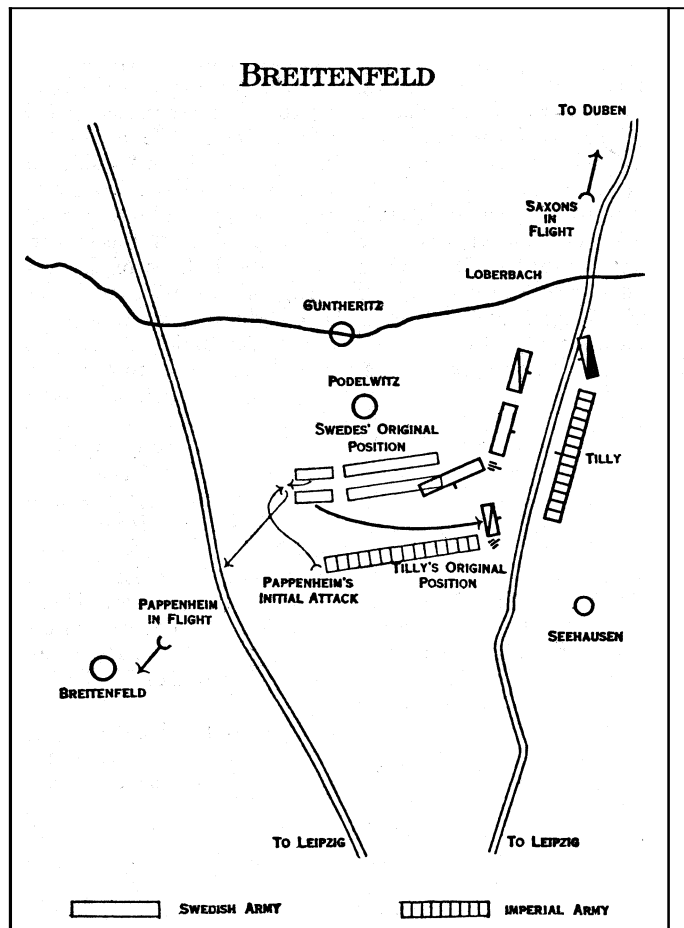 BREITENFELD
TO DUBEN
SAXONS
IN
FLIGHT
LOBERBACH
GUNTHERITZ
PODELWITZ
SWEDES' ORIGINAL
POSITION
TILLY
PAPPENHEIM'S
INITIAL ATTACK
TILLY'S ORIGINAL
POSITION
PAPPENHEIM
IN FLIGHT
SEEHAUSEN
BREITENFELD
TO LEIPZIG
TO LEIPZIG
SWEDISH ARMY
IMPERIAL ARMY